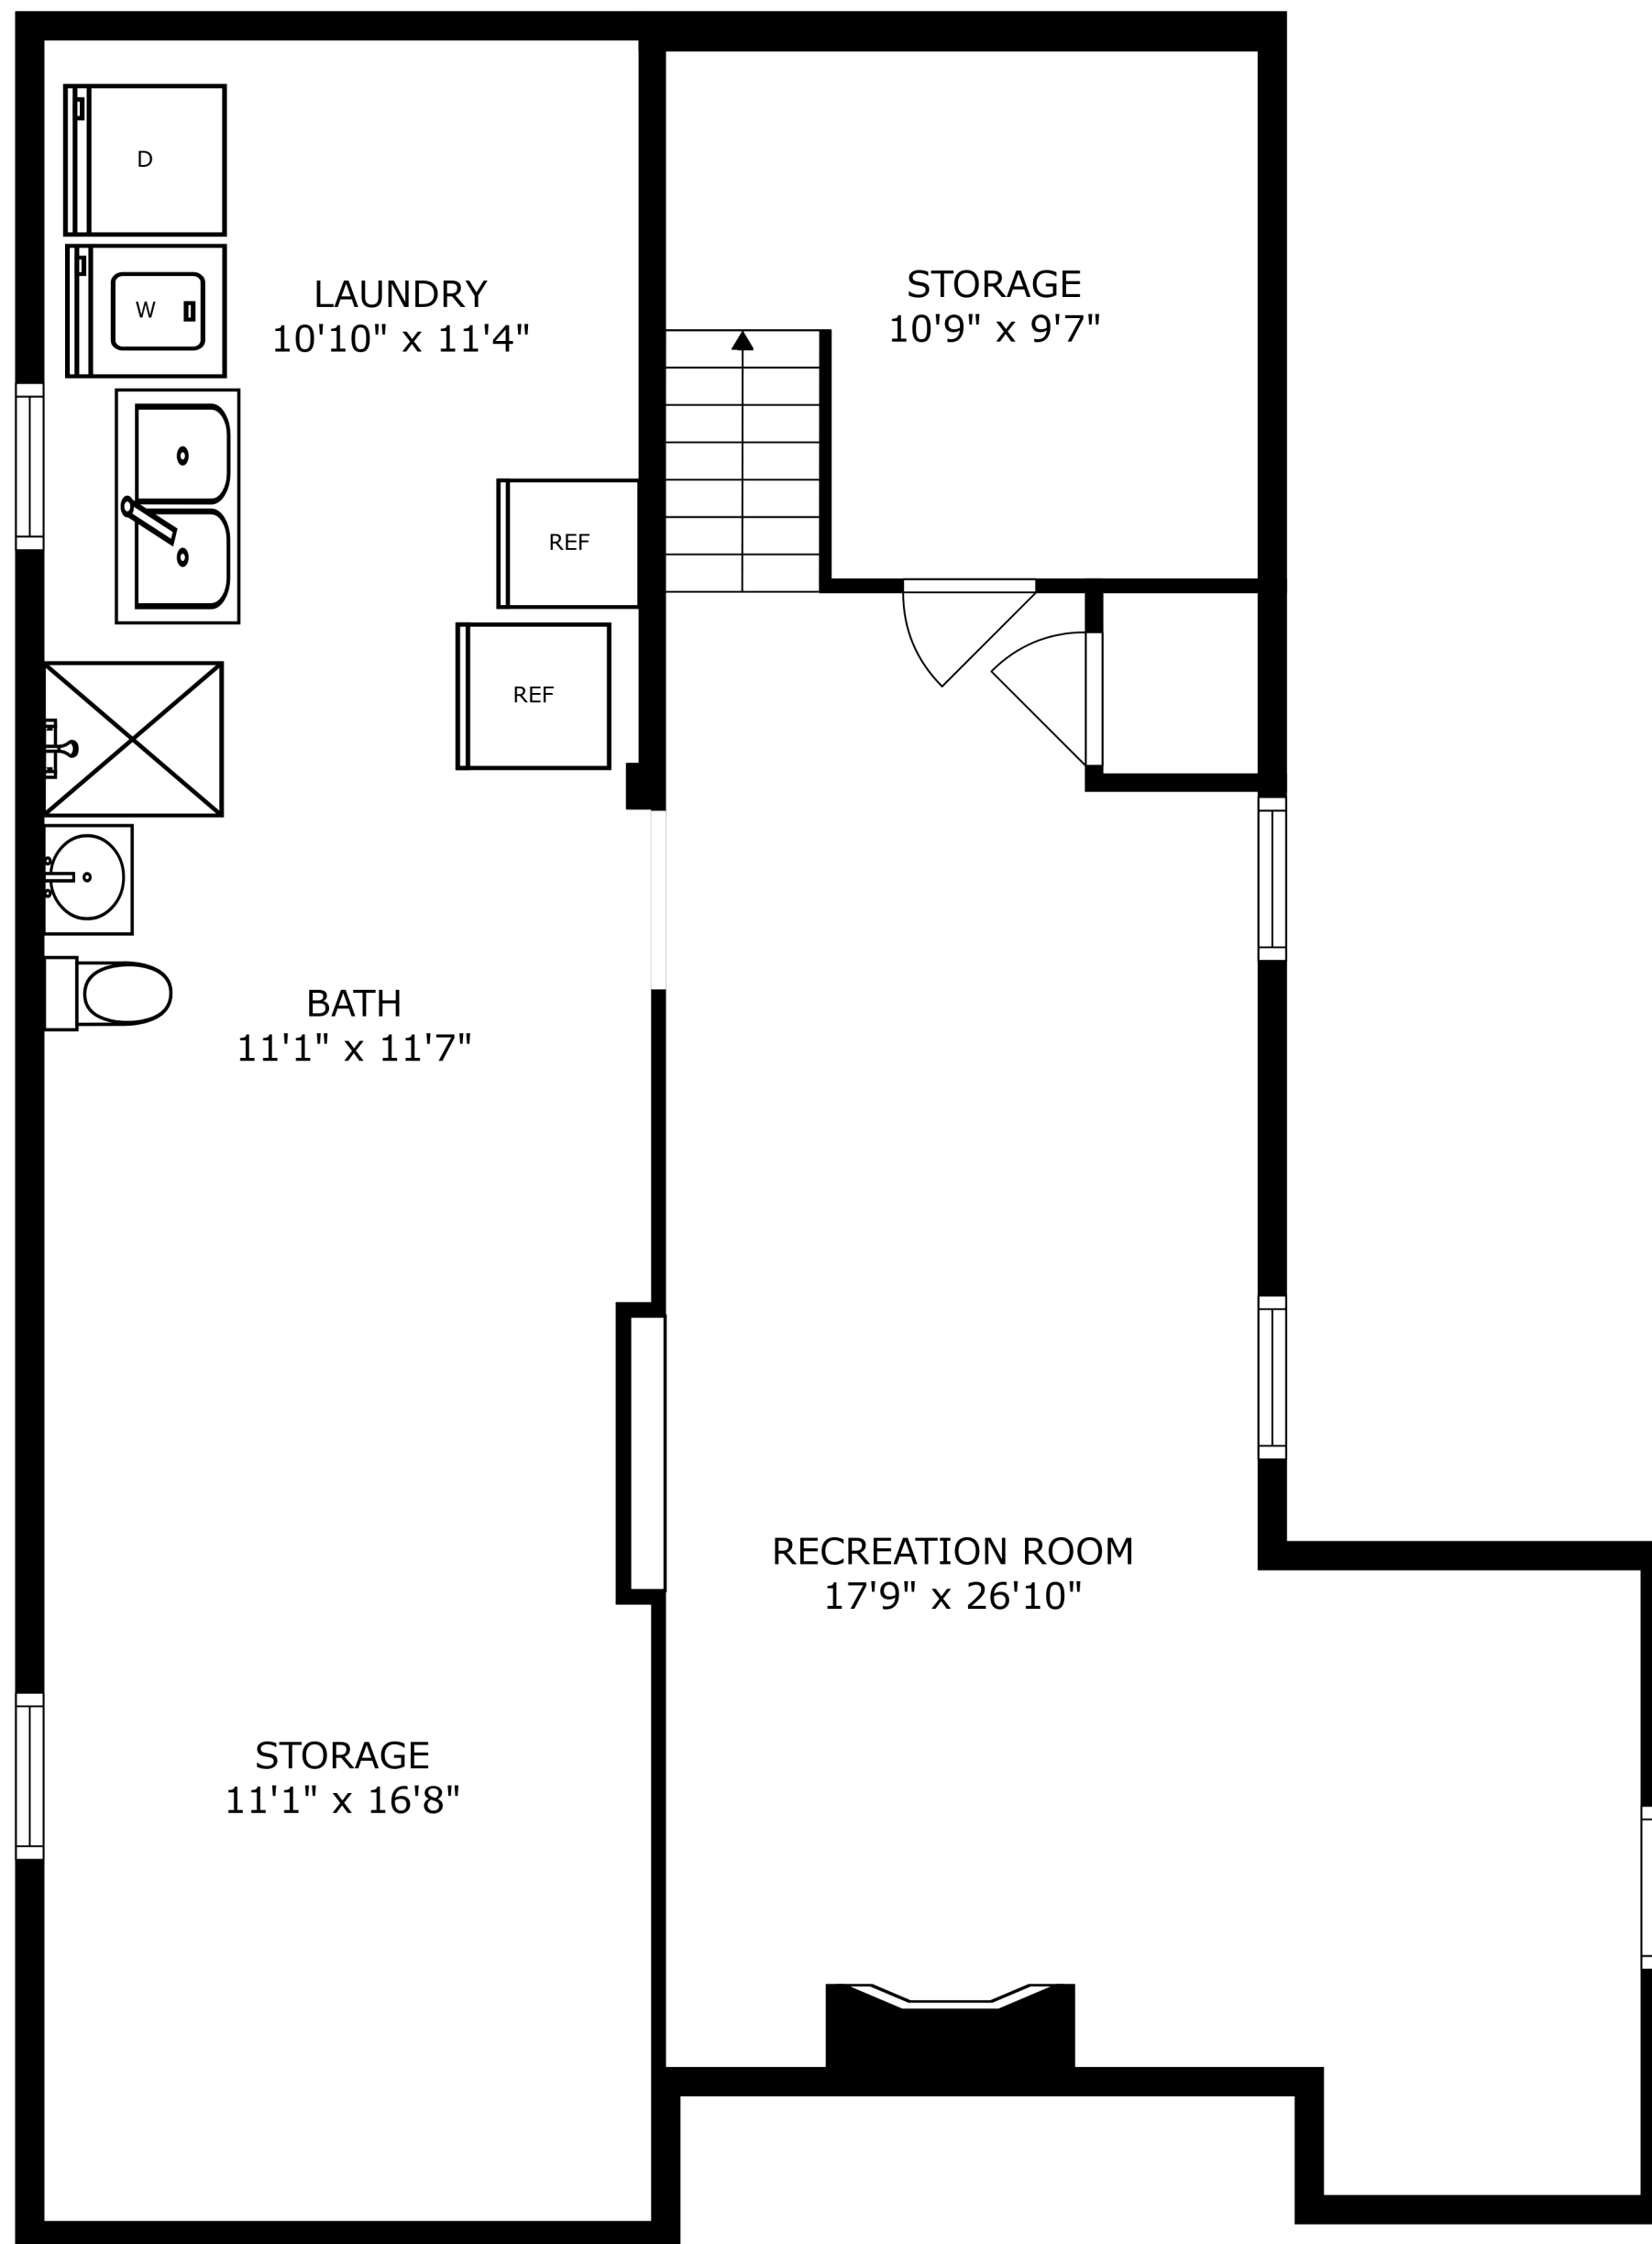 D
W
LAUNDRY
10'10" x 11'4"
STORAGE
10'9" x 9'7"
REF
REF
BATH
11'1" x 11'7"
RECREATION ROOM
17'9" x 26'10"
STORAGE
11'1" x 16'8"